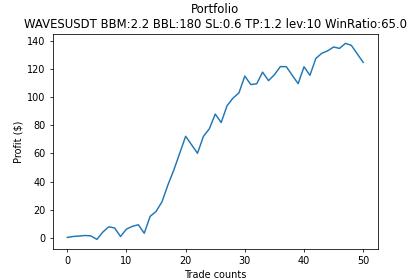 Portfolio
WAVESUSDT BBM:2.2 BBL:180 SL:0.6 TP:1.2 lev:10 WinRatio:65.0
140
120
100
80
60
40
20
0
Profit ($)
0 10 20 30 40 50
Trade counts